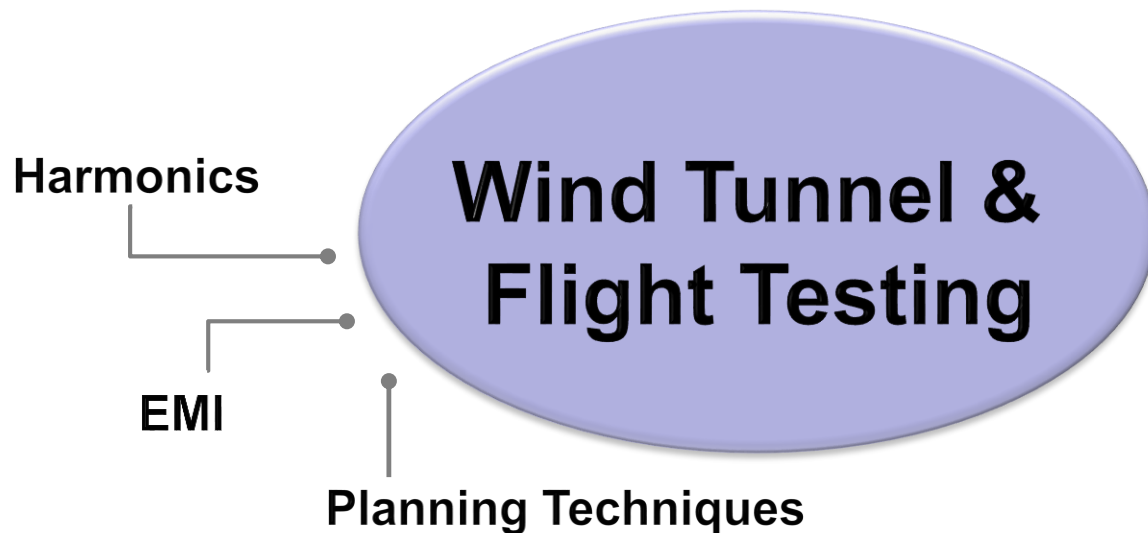 Harmonics
Wind Tunnel &
Flight Testing
EMI
Planning Techniques